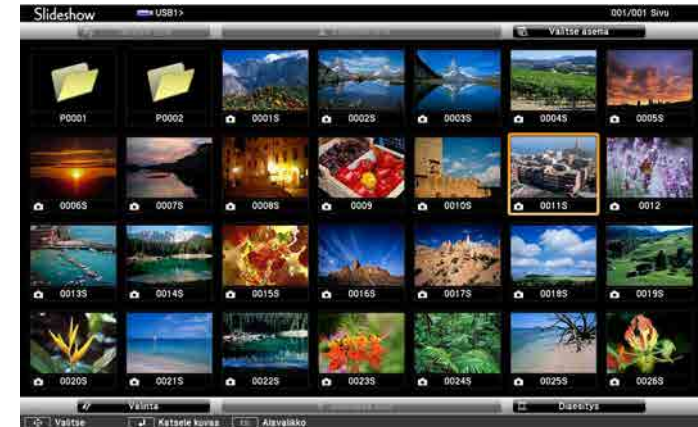 Slideshow USB1> 001/001 Sivu
Valitse asema
P0001 P0002 0001S 0002S 0003S 0004S 0005S
0006S 0007S 0008S 0009 0010S 0011S 0012
0013S 0014S 0015S 0016S 0017S 0018S 0019S
0020S 0021S 0022S 0023S 0024S 0025S 0026S
Valinta Diaesitys
Valitse Katsele kuvaa Esc Alavalikko